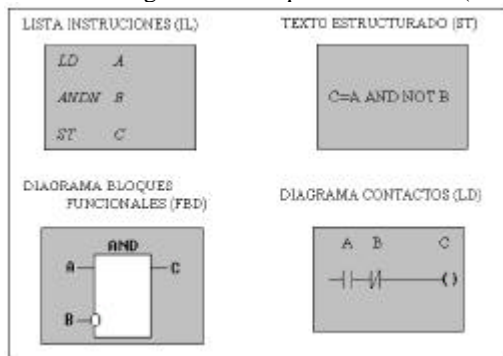 LISTA INSTRUCIONES (IL)
LD A
ANDN B
ST C
TEXTO ESTRUCTURADO (ST)
C=A AND NOT B
DIAGRAMA BLOQUES
FUNCIONALES (FBD)
AND
A
C
B
DIAGRAMA CONTACTOS (LD)
A B C